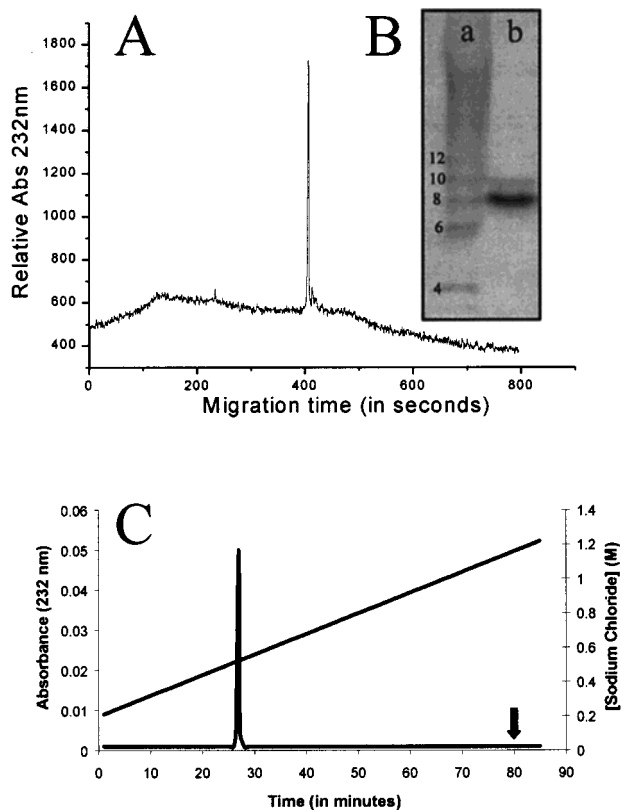 A
B
a b
1800
1600
1400
1200
1000
800
600
400
Relative Abs 232nm
0 200 400 600 800
Migration time (in seconds)
12
10
8
6
4
C
0.06
0.05
0.04
0.03
0.02
0.01
0
Absorbance (232 nm)
1.4
1.2
1
0.8
0.6
0.4
0.2
0
[Sodium Chloride] (M)
0 10 20 30 40 50 60 70 80 90
Time (in minutes)